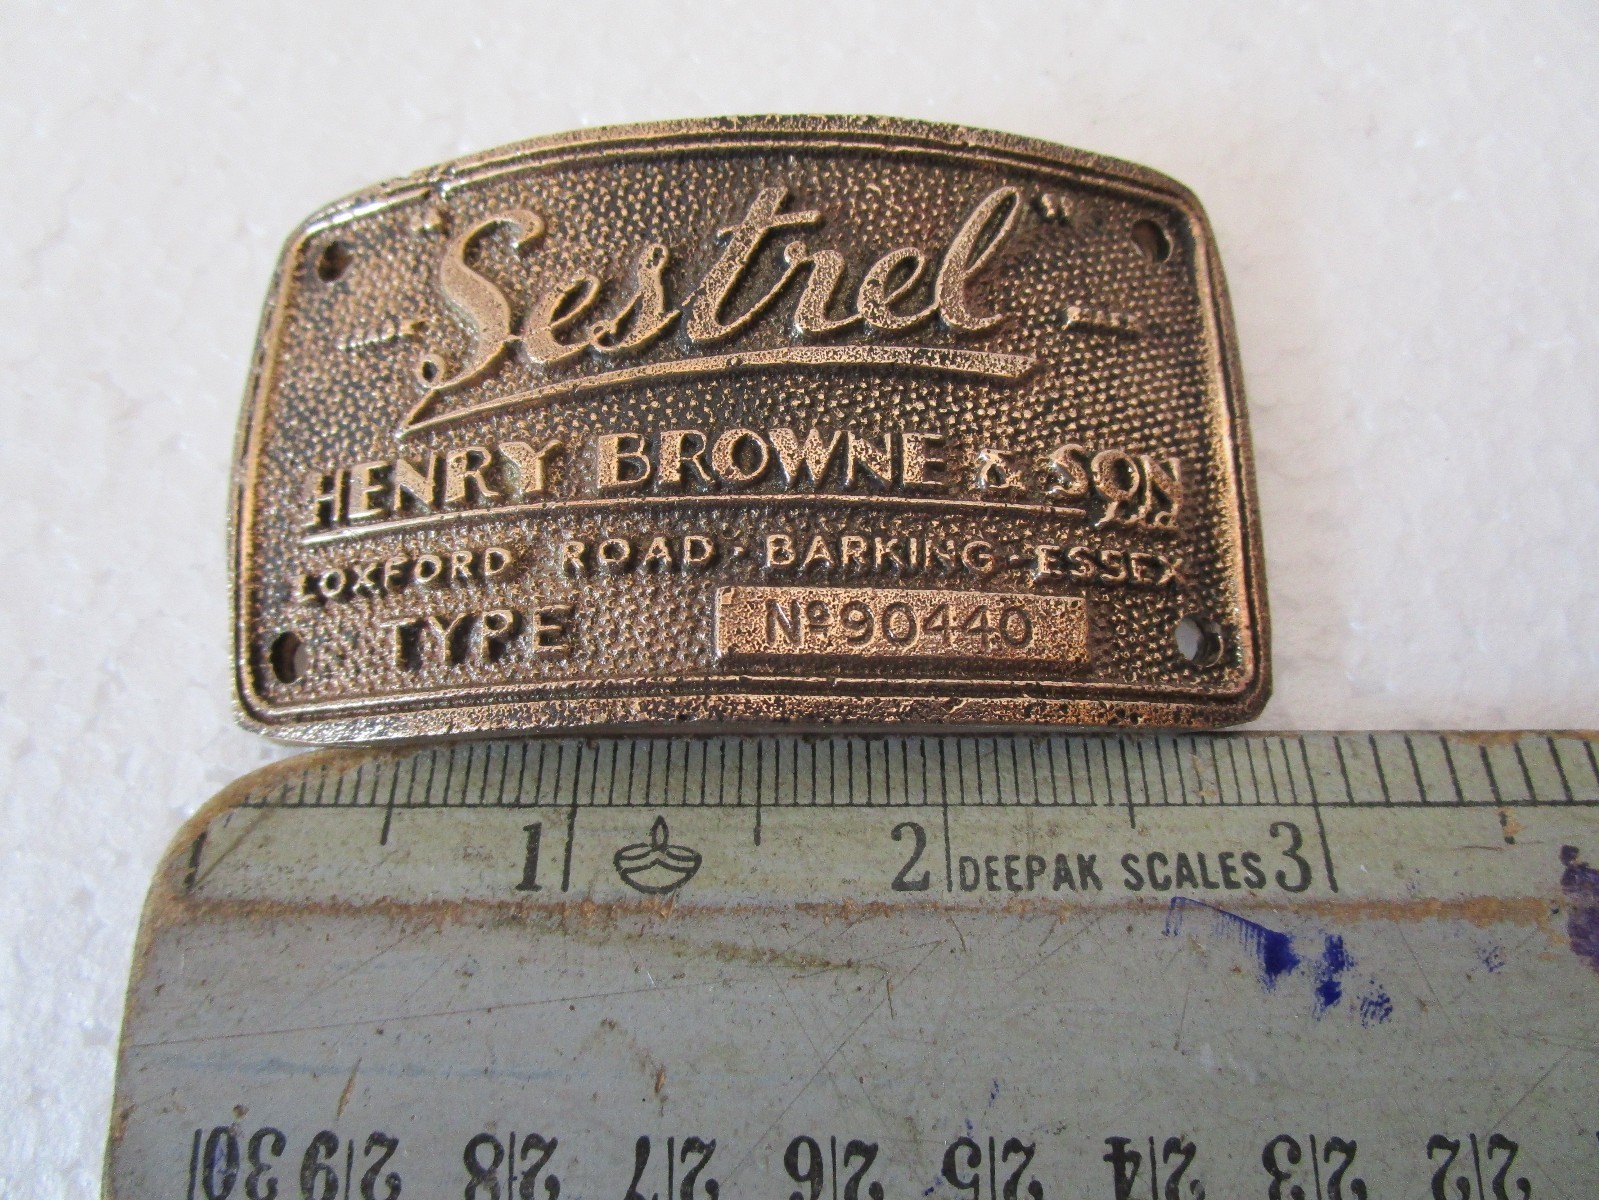 "Sestrel"
HENRY BROWNE & SON
LOXFORD ROAD · BARKING · ESSEX
TYPE Nº 90440
1 2 DEEPAK SCALES 3
30 29 28 27 26 25 24 23 22